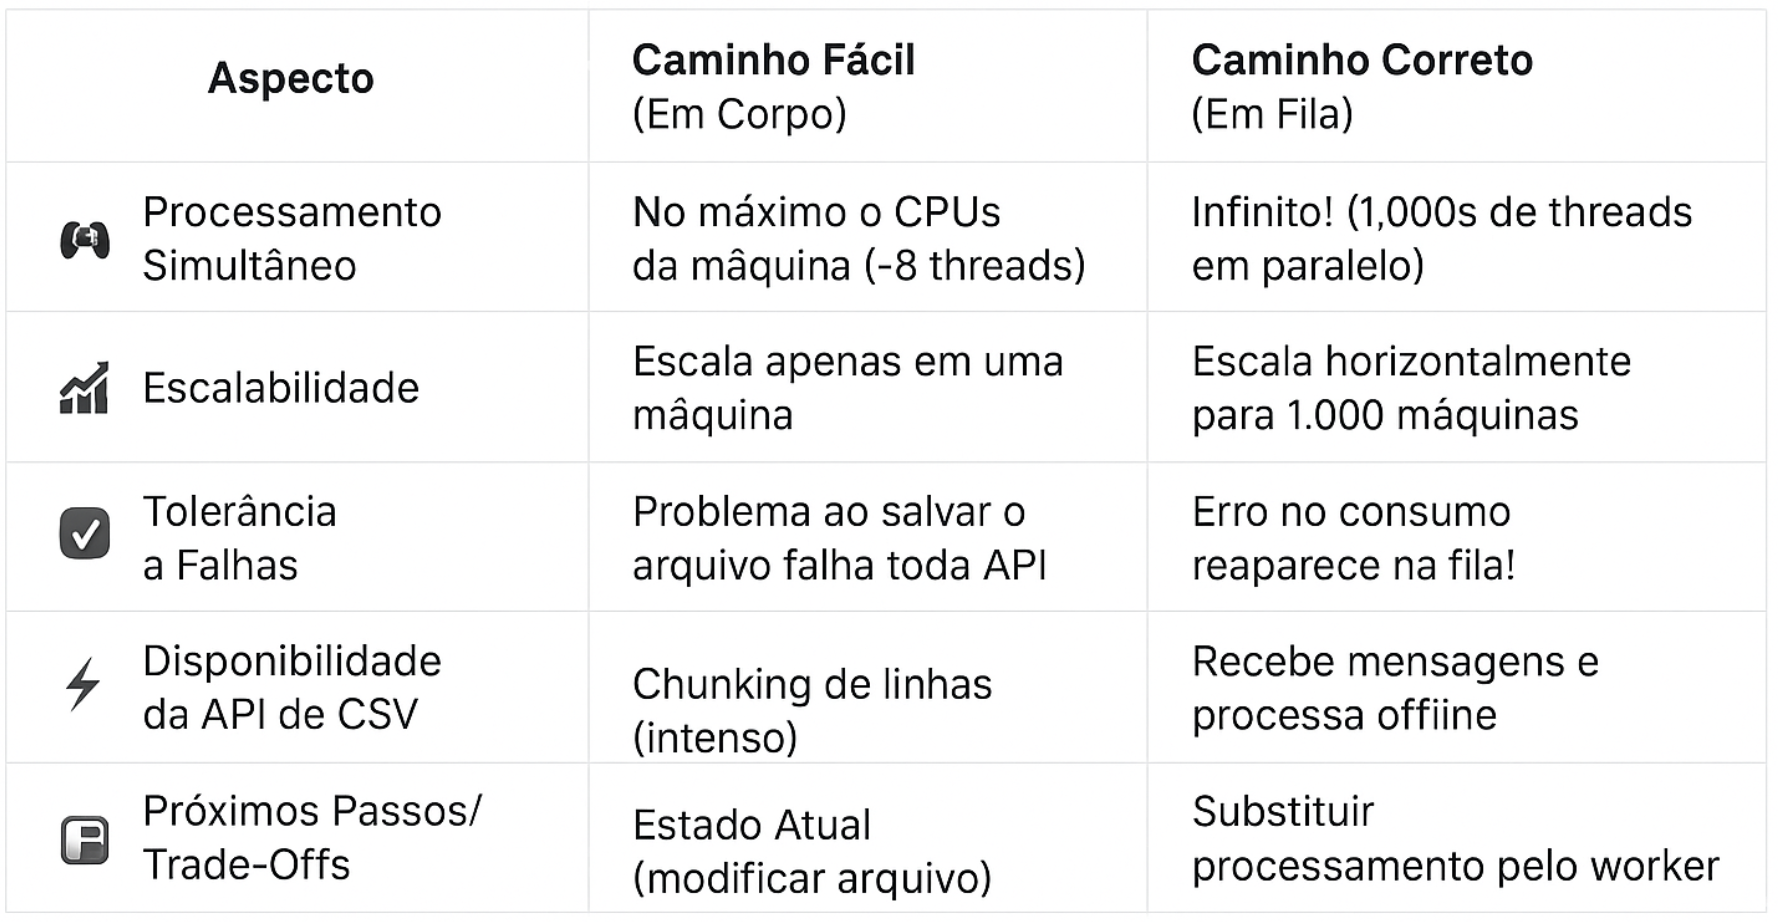 Aspecto
Caminho Fácil
(Em Corpo)
Caminho Correto
(Em Fila)
Processamento
Simultâneo
No máximo o CPUs
da mâquina (-8 threads)
Infinito! (1,000s de threads
em paralelo)
Escalabilidade
Escala apenas em uma
mâquina
Escala horizontalmente
para 1.000 máquinas
Tolerância
a Falhas
Problema ao salvar o
arquivo falha toda API
Erro no consumo
reaparece na fila!
Disponibilidade
da API de CSV
Chunking de linhas
(intenso)
Recebe mensagens e
processa offiine
Próximos Passos/
Trade-Offs
Estado Atual
(modificar arquivo)
Substituir
processamento pelo worker